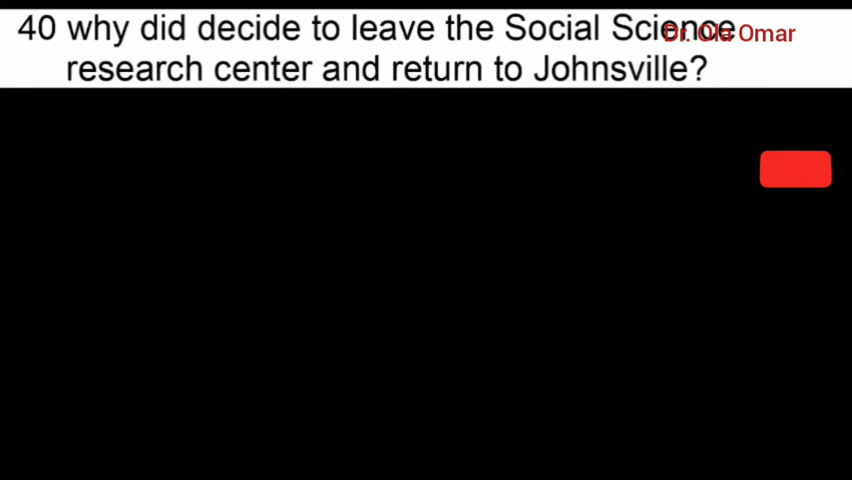 40 why did decide to leave the Social Science
Dr. Ola Omar
research center and return to Johnsville?